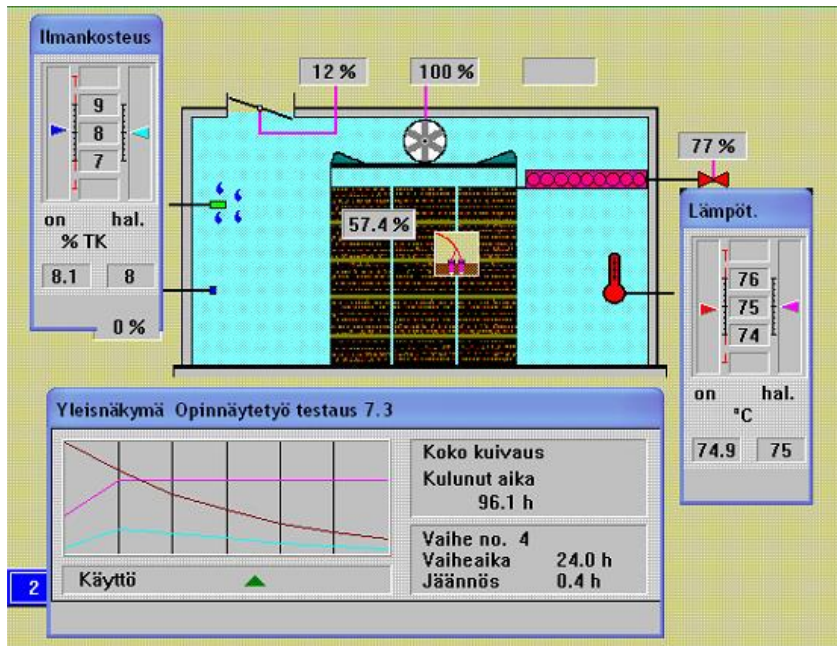 Ilmankosteus
9
8
7
on hal.
% TK
8.1 8
0 %
12 %
100 %
77 %
57.4 %
Lämpöt.
76
75
74
on hal.
°C
74.9 75
Yleisnäkymä Opinnäytetyö testaus 7.3
Koko kuivaus
Kulunut aika
96.1 h
Vaihe no. 4
Vaiheaika 24.0 h
Jäännös 0.4 h
Käyttö
2